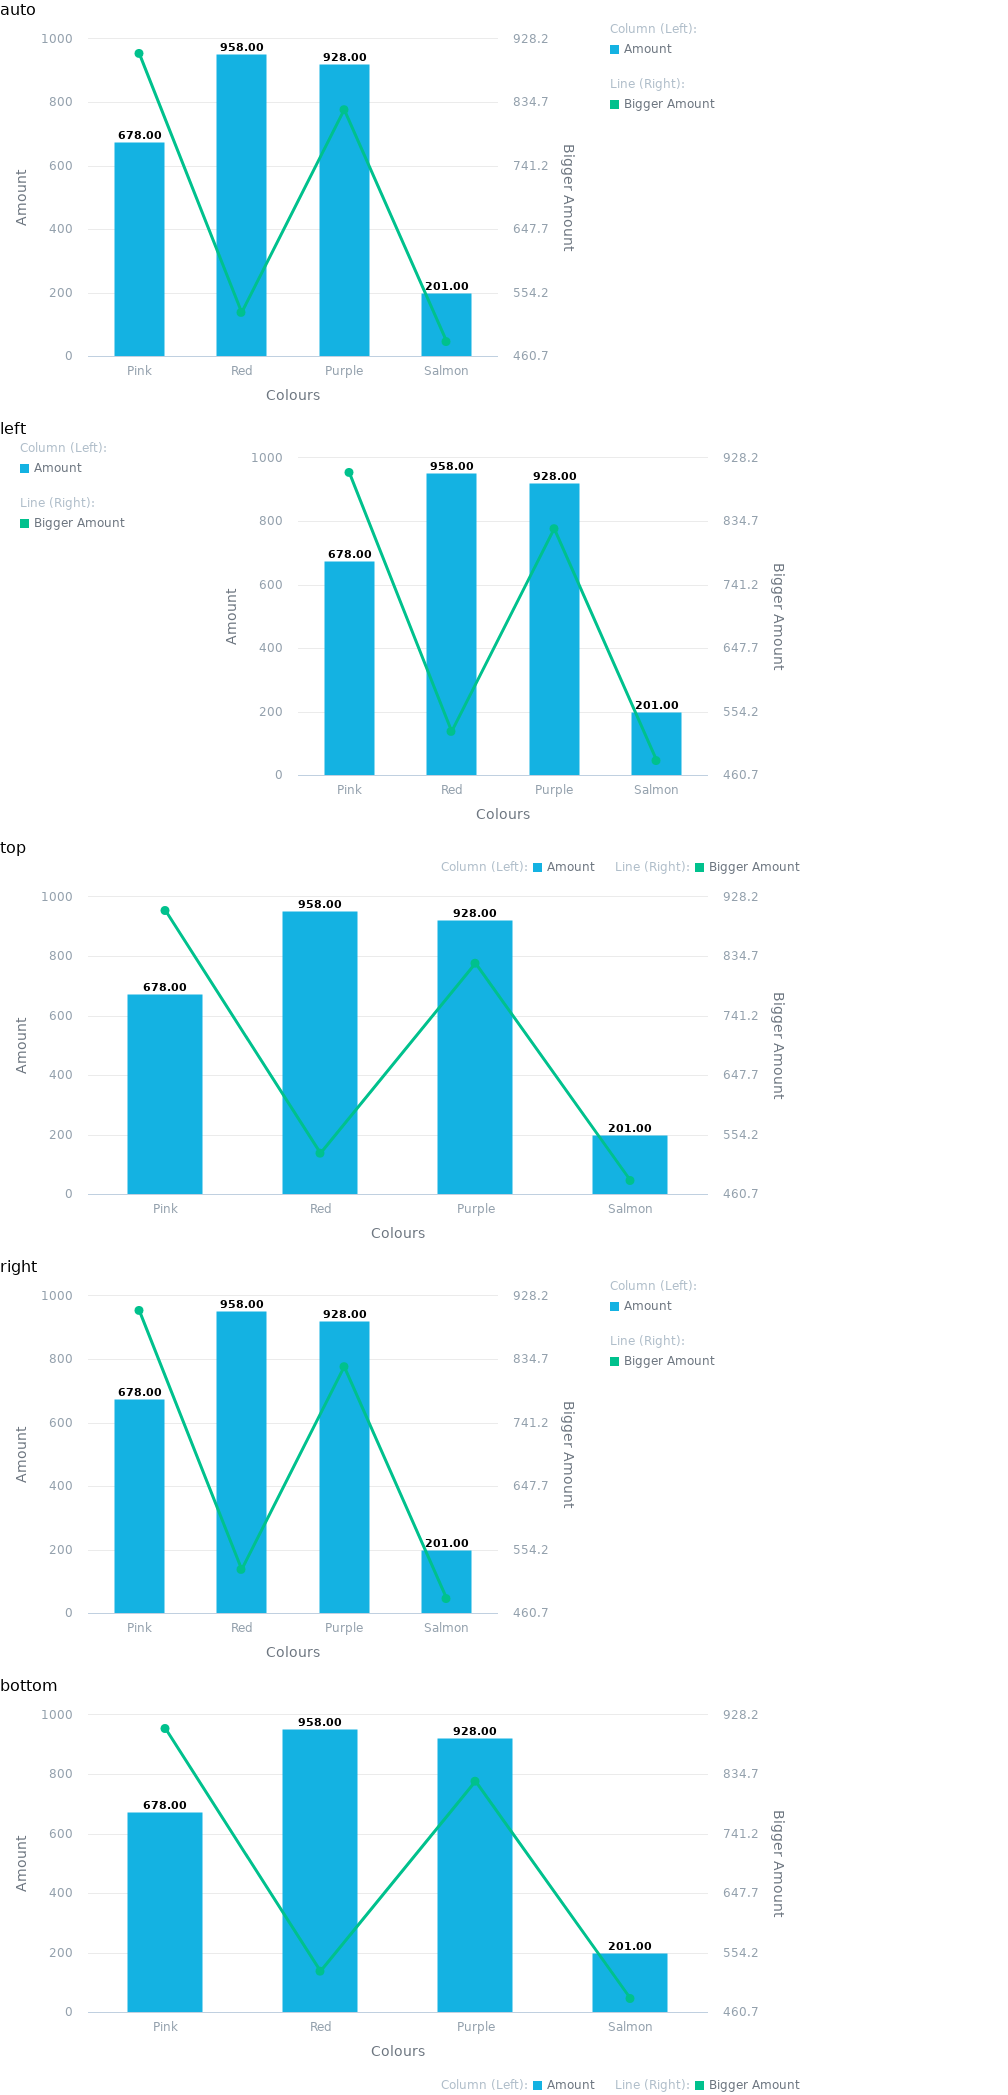 auto
Column (Left):
Amount
Line (Right):
Bigger Amount
1000
800
600
400
200
0
Amount
678.00
958.00
928.00
201.00
928.2
834.7
741.2
647.7
554.2
460.7
Bigger Amount
Pink Red Purple Salmon
Colours
left
Column (Left):
Amount
Line (Right):
Bigger Amount
1000
800
600
400
200
0
Amount
678.00
958.00
928.00
201.00
928.2
834.7
741.2
647.7
554.2
460.7
Bigger Amount
Pink Red Purple Salmon
Colours
top
Column (Left): Amount Line (Right): Bigger Amount
1000
800
600
400
200
0
Amount
678.00
958.00
928.00
201.00
928.2
834.7
741.2
647.7
554.2
460.7
Bigger Amount
Pink Red Purple Salmon
Colours
right
Column (Left):
Amount
Line (Right):
Bigger Amount
1000
800
600
400
200
0
Amount
678.00
958.00
928.00
201.00
928.2
834.7
741.2
647.7
554.2
460.7
Bigger Amount
Pink Red Purple Salmon
Colours
bottom
1000
800
600
400
200
0
Amount
678.00
958.00
928.00
201.00
928.2
834.7
741.2
647.7
554.2
460.7
Bigger Amount
Pink Red Purple Salmon
Colours
Column (Left): Amount Line (Right): Bigger Amount